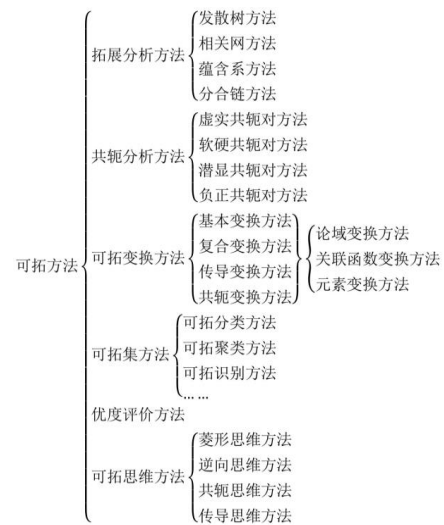 可拓方法
拓展分析方法
发散树方法
相关网方法
蕴含系方法
分合链方法
共轭分析方法
虚实共轭对方法
软硬共轭对方法
潜显共轭对方法
负正共轭对方法
可拓变换方法
基本变换方法
复合变换方法
传导变换方法
共轭变换方法
论域变换方法
关联函数变换方法
元素变换方法
可拓集方法
可拓分类方法
可拓聚类方法
可拓识别方法
……
优度评价方法
可拓思维方法
菱形思维方法
逆向思维方法
共轭思维方法
传导思维方法